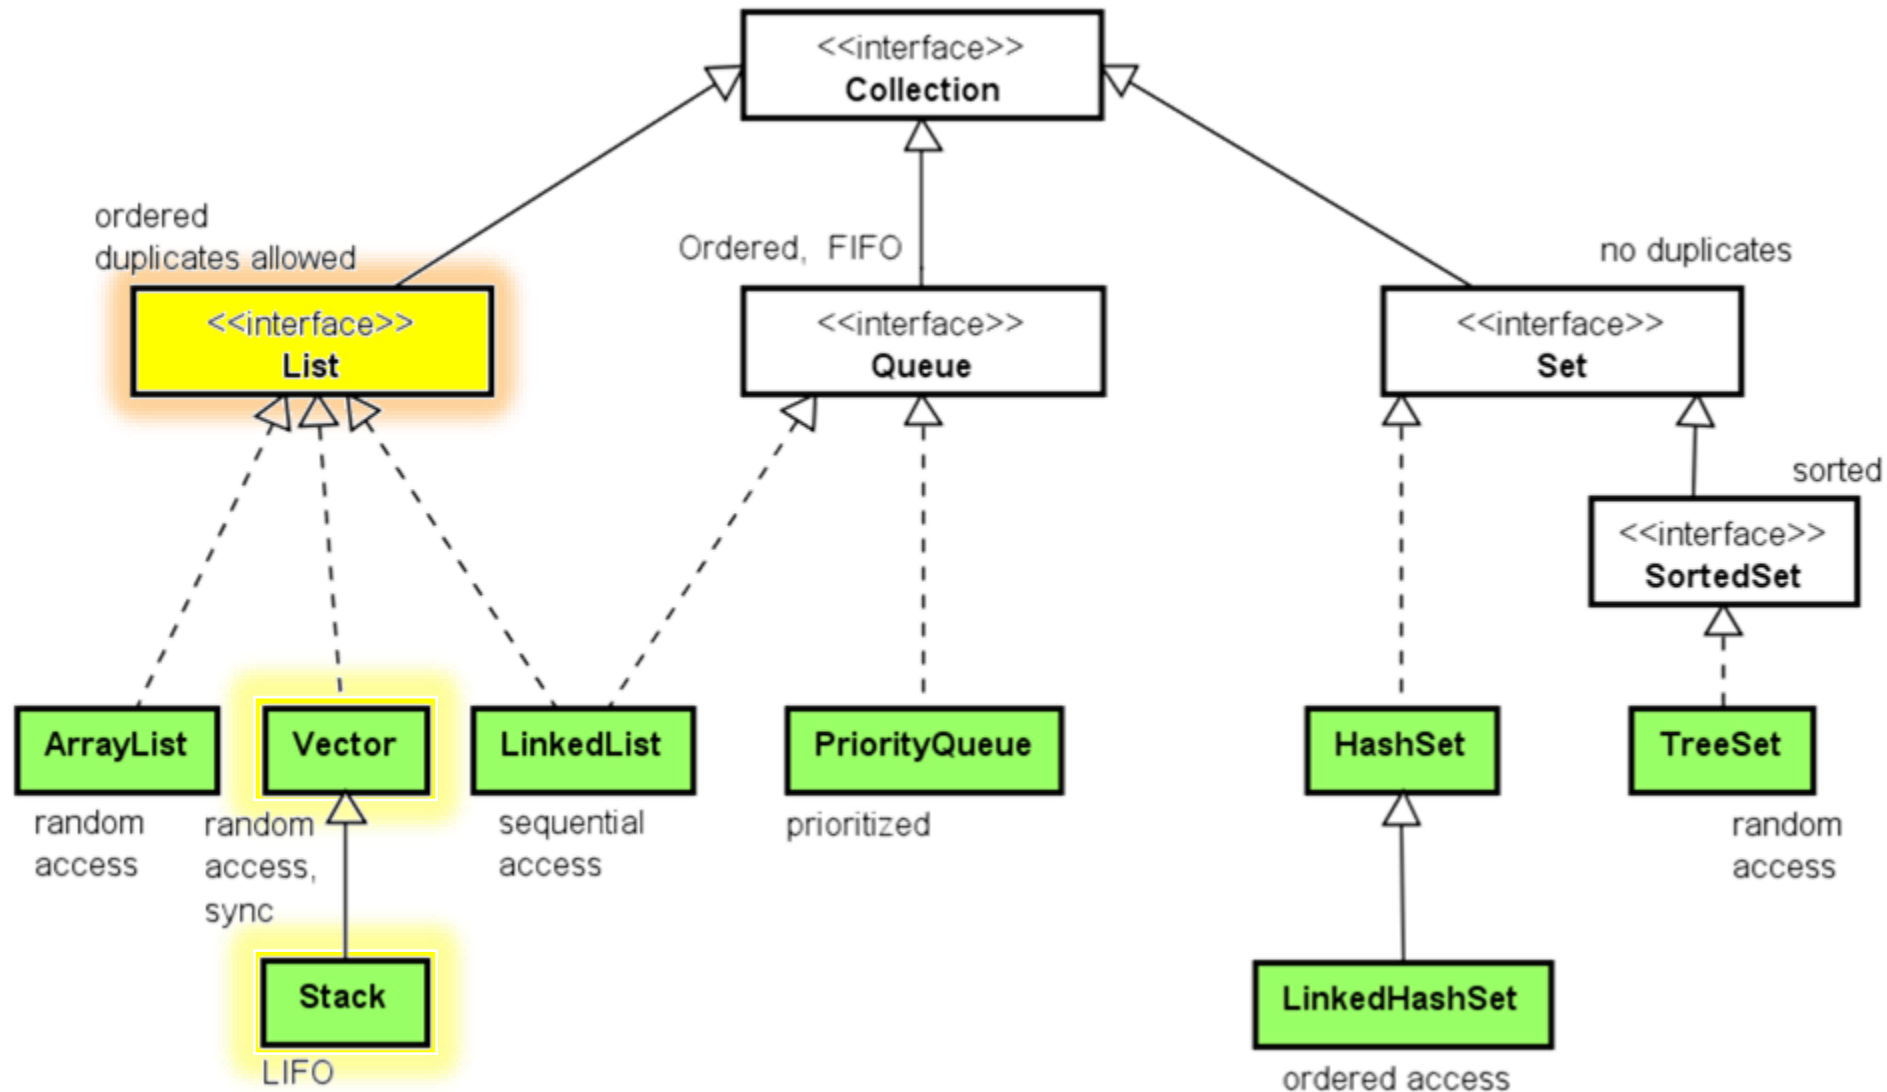 <<interface>>
Collection
ordered
duplicates allowed
Ordered, FIFO
no duplicates
<<interface>>
List
<<interface>>
Queue
<<interface>>
Set
sorted
<<interface>>
SortedSet
ArrayList
Vector
LinkedList
PriorityQueue
HashSet
TreeSet
random
access
random
access,
sync
sequential
access
prioritized
random
access
Stack
LIFO
LinkedHashSet
ordered access